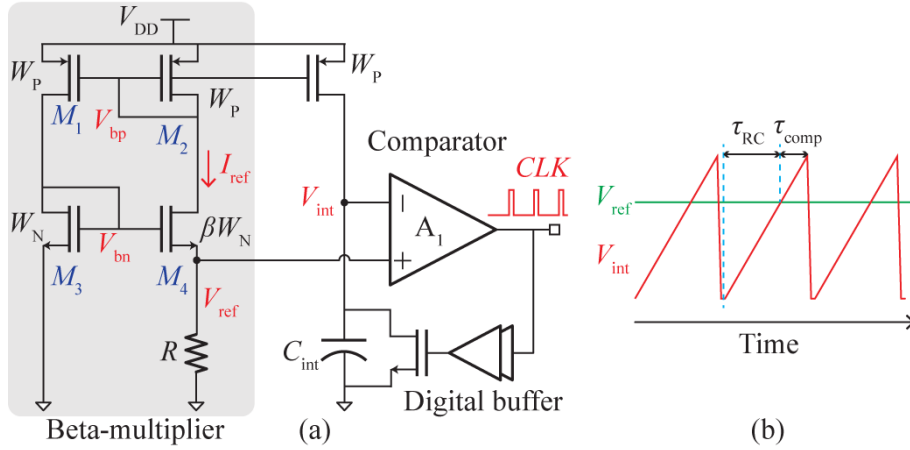 V_DD
W_P
W_P
W_P
M_1
V_bp
M_2
I_ref
Comparator
CLK
V_int
A_1
W_N
βW_N
V_bn
M_3
M_4
V_ref
R
C_int
Digital buffer
Beta-multiplier
(a)
τ_RC
τ_comp
V_ref
V_int
Time
(b)